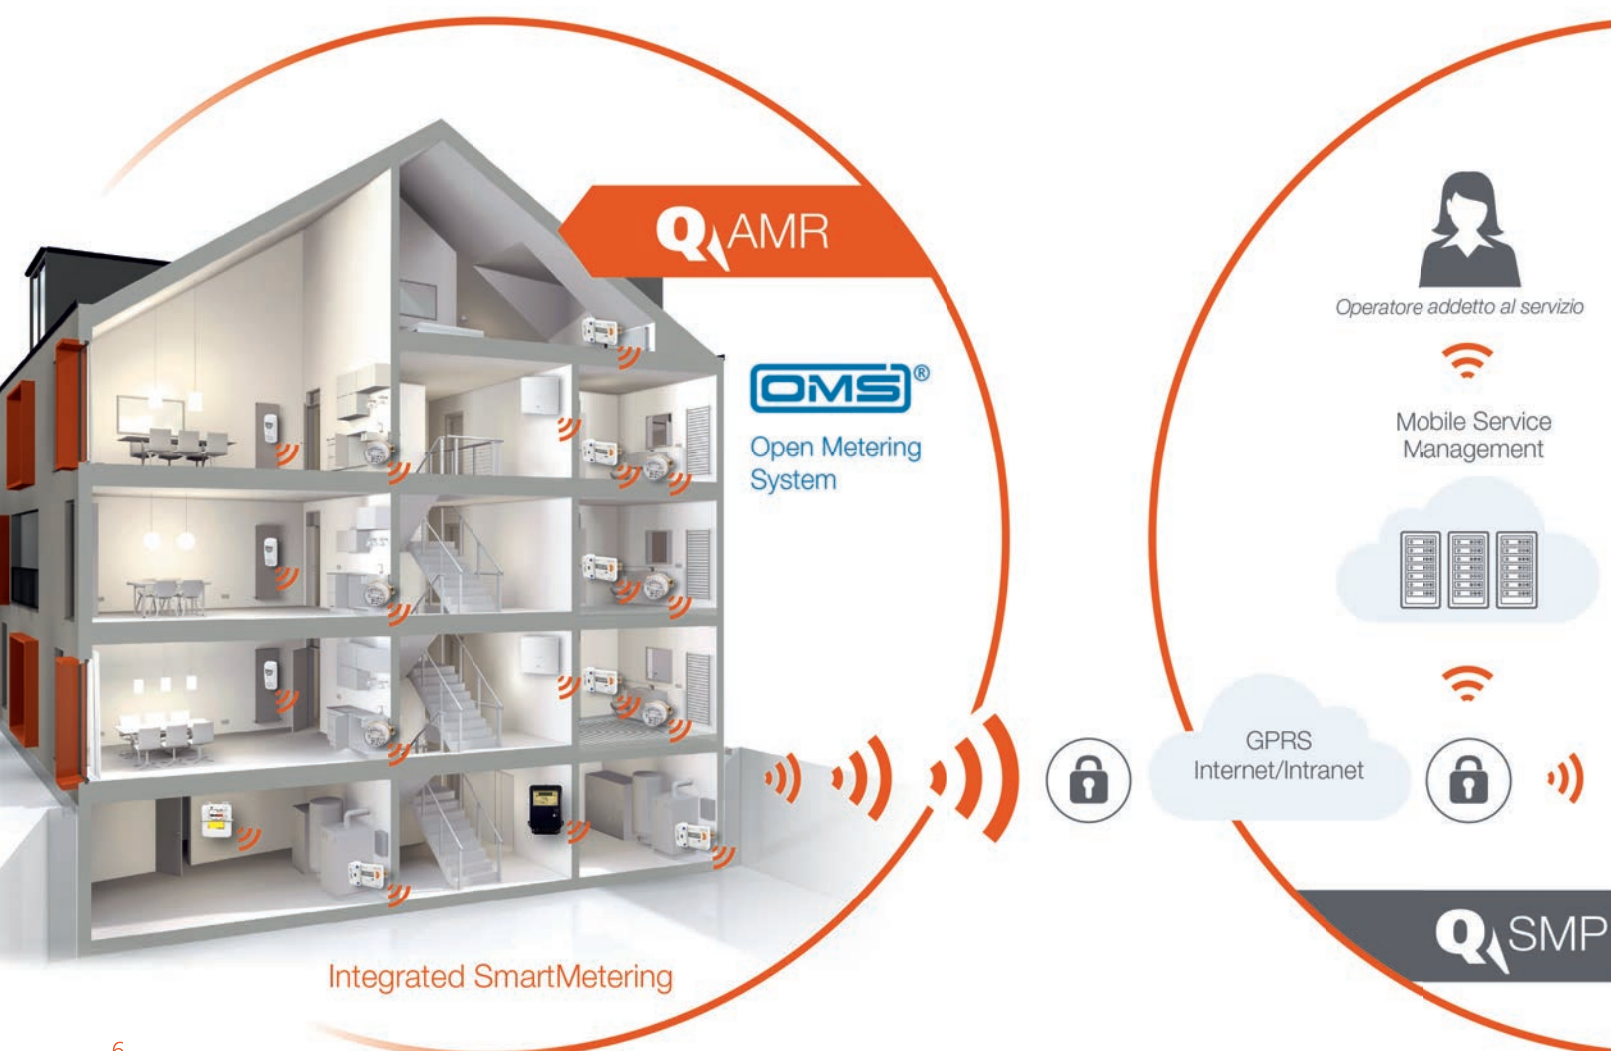 Q AMR
OMS®
Open Metering
System
Integrated SmartMetering
6
Operatore addetto al servizio
Mobile Service
Management
GPRS
Internet/Intranet
Q SMP